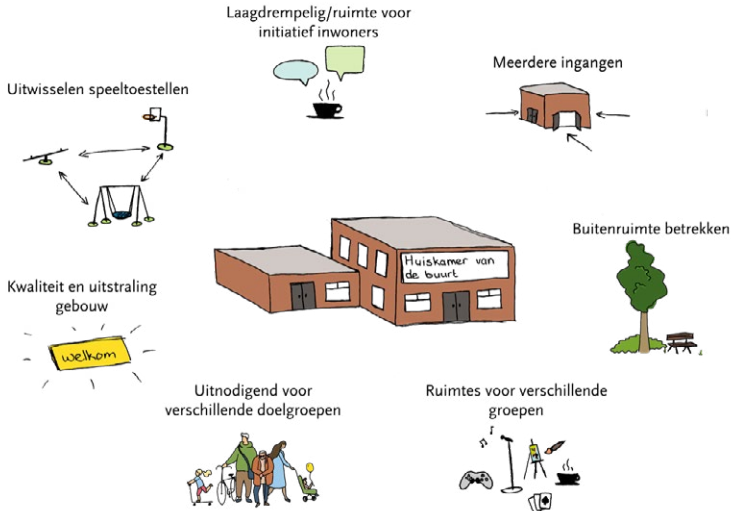 Laagdrempelig/ruimte voor
initiatief inwoners
Meerdere ingangen
Uitwisselen speeltoestellen
Buitenruimte betrekken
Huiskamer van
de buurt
Kwaliteit en uitstraling
gebouw
welkom
Uitnodigend voor
verschillende doelgroepen
Ruimtes voor verschillende
groepen